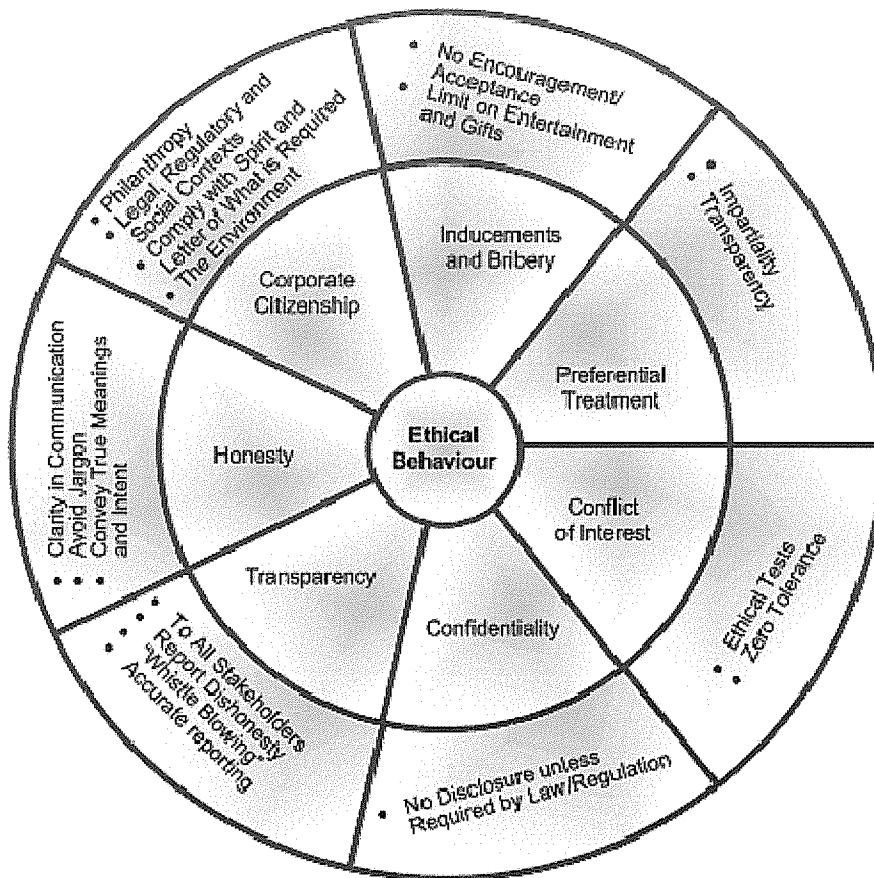 Ethical
Behaviour
Inducements
and Bribery
• No Encouragement/
Acceptance
• Limit on Entertainment
and Gifts
Preferential
Treatment
• Impartiality
• Transparency
Conflict
of Interest
• Ethical Tests
• Zero Tolerance
Confidentiality
• No Disclosure unless
Required by Law/Regulation
Transparency
• To All Stakeholders
• Report Dishonesty
• "Whistle Blowing"
• Accurate reporting
Honesty
• Clarity in Communication
• Avoid Jargon
• Convey True Meanings
and Intent
Corporate
Citizenship
• Philanthropy
• Legal, Regulatory and
Social Contexts
• Comply with Spirit and
Letter of What is Required
• The Environment